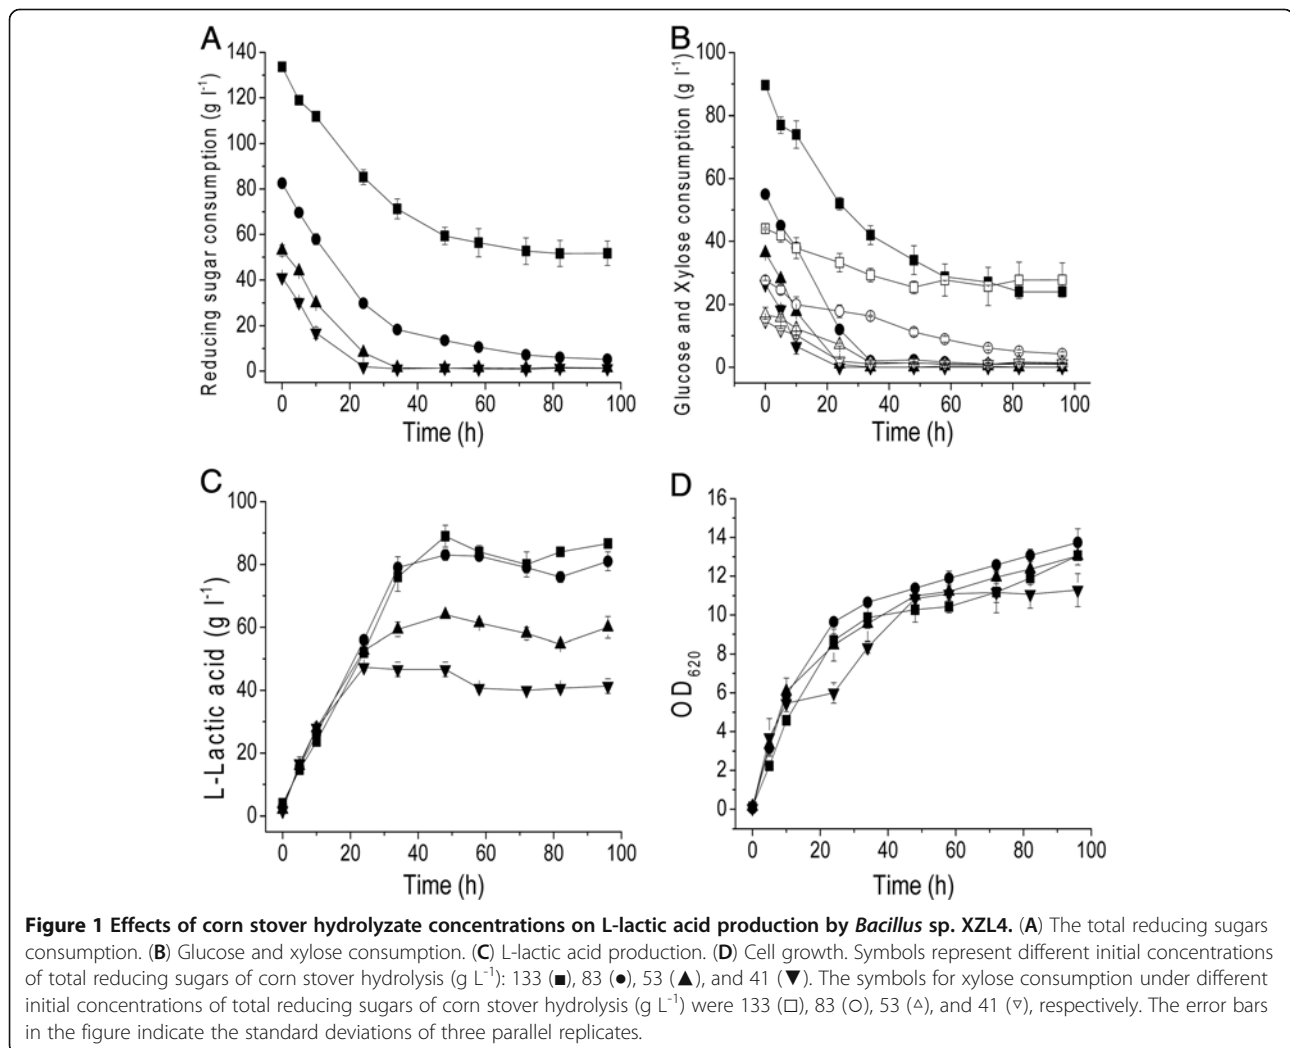 A
140
120
100
80
60
40
20
0
Reducing sugar consumption (g l⁻¹)
0 20 40 60 80 100
Time (h)
B
100
80
60
40
20
0
Glucose and Xylose consumption (g l⁻¹)
0 20 40 60 80 100
Time (h)
C
100
80
60
40
20
0
L-Lactic acid (g l⁻¹)
0 20 40 60 80 100
Time (h)
D
16
14
12
10
8
6
4
2
0
OD₆₂₀
0 20 40 60 80 100
Time (h)
Figure 1 Effects of corn stover hydrolyzate concentrations on L-lactic acid production by Bacillus sp. XZL4. (A) The total reducing sugars
consumption. (B) Glucose and xylose consumption. (C) L-lactic acid production. (D) Cell growth. Symbols represent different initial concentrations
of total reducing sugars of corn stover hydrolysis (g L⁻¹): 133 (■), 83 (●), 53 (▲), and 41 (▼). The symbols for xylose consumption under different
initial concentrations of total reducing sugars of corn stover hydrolysis (g L⁻¹) were 133 (□), 83 (○), 53 (△), and 41 (▽), respectively. The error bars
in the figure indicate the standard deviations of three parallel replicates.